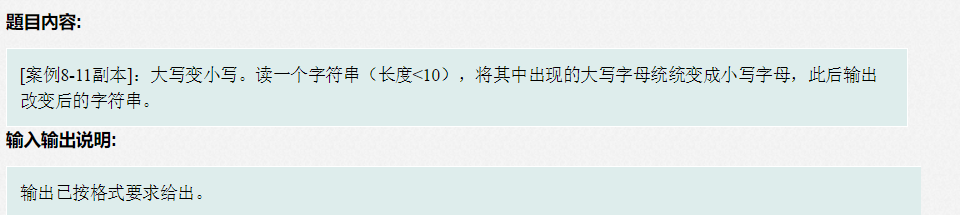 題目内容:
[案例8-11副本]：大写变小写。读一个字符串（长度<10），将其中出现的大写字母统统变成小写字母，此后输出
改变后的字符串。
输入输出说明:
输出已按格式要求给出。